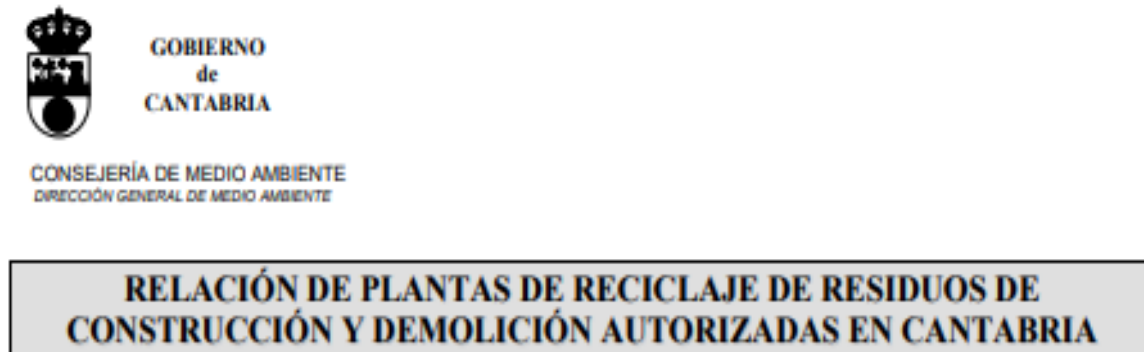 GOBIERNO
de
CANTABRIA
CONSEJERÍA DE MEDIO AMBIENTE
DIRECCIÓN GENERAL DE MEDIO AMBIENTE
RELACIÓN DE PLANTAS DE RECICLAJE DE RESIDUOS DE
CONSTRUCCIÓN Y DEMOLICIÓN AUTORIZADAS EN CANTABRIA